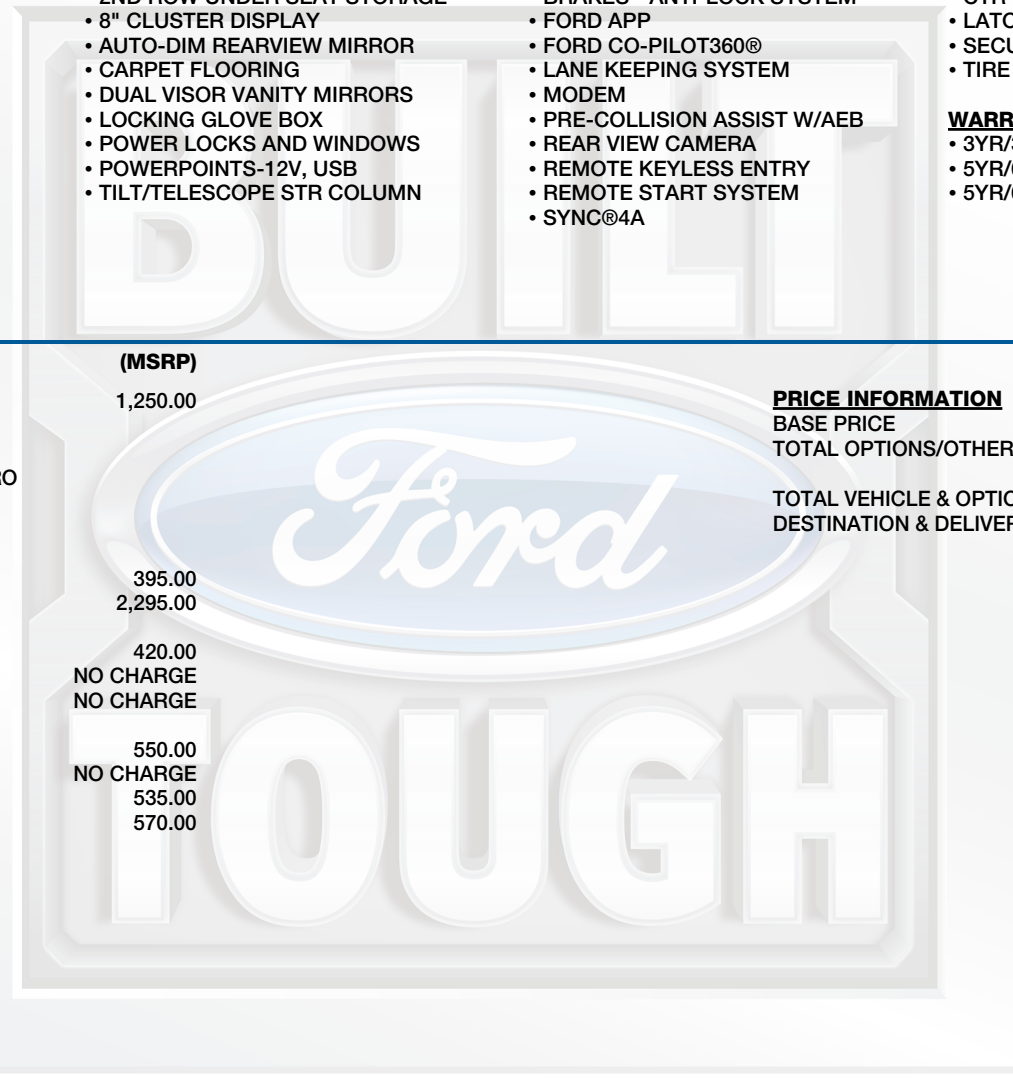 • 8" CLUSTER DISPLAY
• AUTO-DIM REARVIEW MIRROR
• CARPET FLOORING
• DUAL VISOR VANITY MIRRORS
• LOCKING GLOVE BOX
• POWER LOCKS AND WINDOWS
• POWERPOINTS-12V, USB
• TILT/TELESCOPE STR COLUMN
• FORD APP
• FORD CO-PILOT360®
• LANE KEEPING SYSTEM
• MODEM
• PRE-COLLISION ASSIST W/AEB
• REAR VIEW CAMERA
• REMOTE KEYLESS ENTRY
• REMOTE START SYSTEM
• SYNC®4A
• TIRE
(MSRP)
1,250.00
395.00
2,295.00
420.00
NO CHARGE
NO CHARGE
550.00
NO CHARGE
535.00
570.00
PRICE INFORMATION
BASE PRICE
TOTAL OPTIONS/OTHER
TOTAL VEHICLE &
DESTINATION &
BUILT
Ford
TOUGH